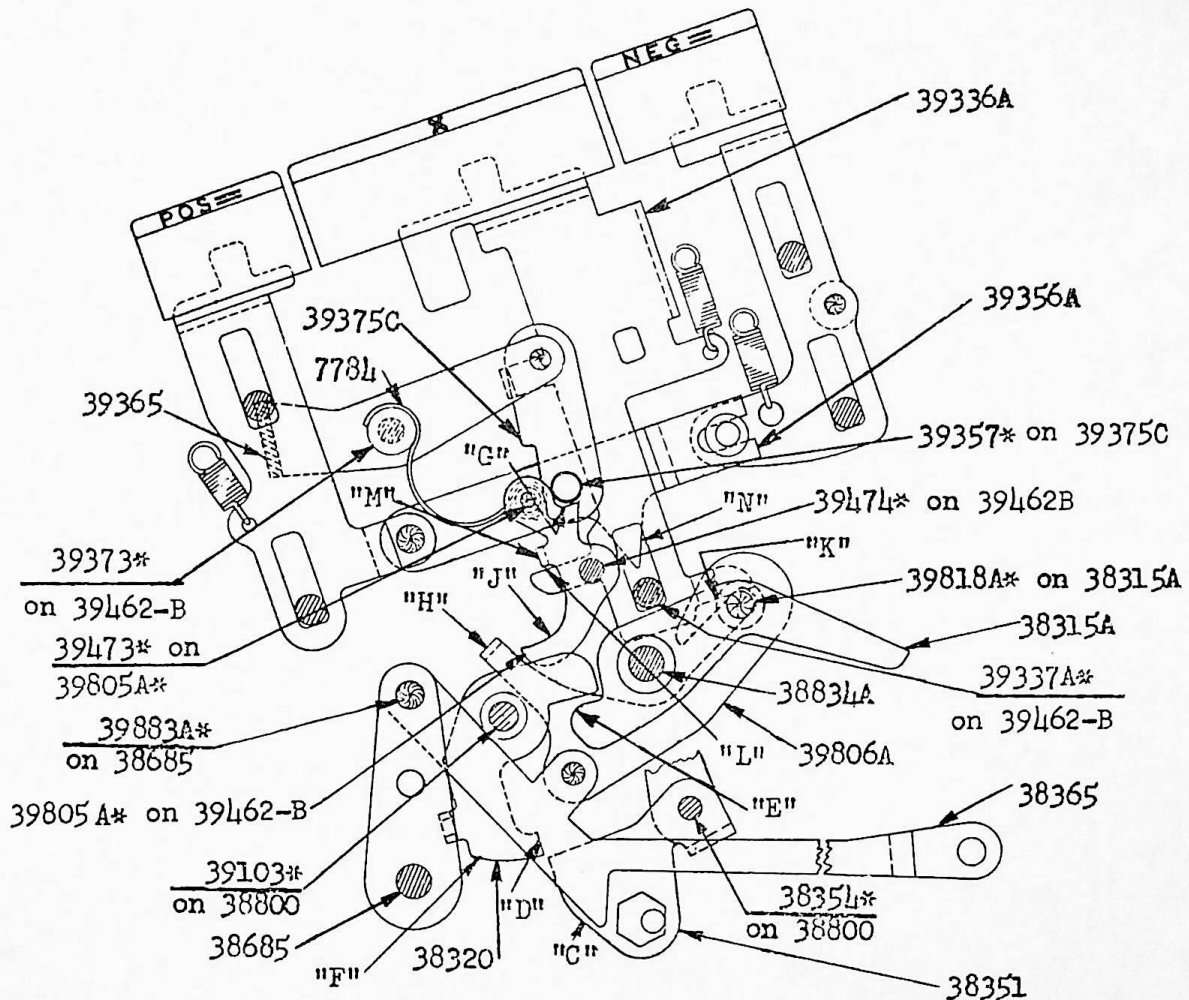 NEG=
39336A
X
POS=
39375C
7784
39365
39356A
"G"
39357* on 39375C
"M"
"N"
39474* on 39462B
39373*
on 39462-B
"J"
"K"
"H"
39818A* on 38315A
38315A
39473* on
39805A*
38834A
39337A*
on 39462-B
39883A*
on 38685
"L"
39806A
39805A* on 39462-B
"E"
38365
39103*
on 38800
"D"
38354*
on 38800
38685
"F"
38320
"C"
38351